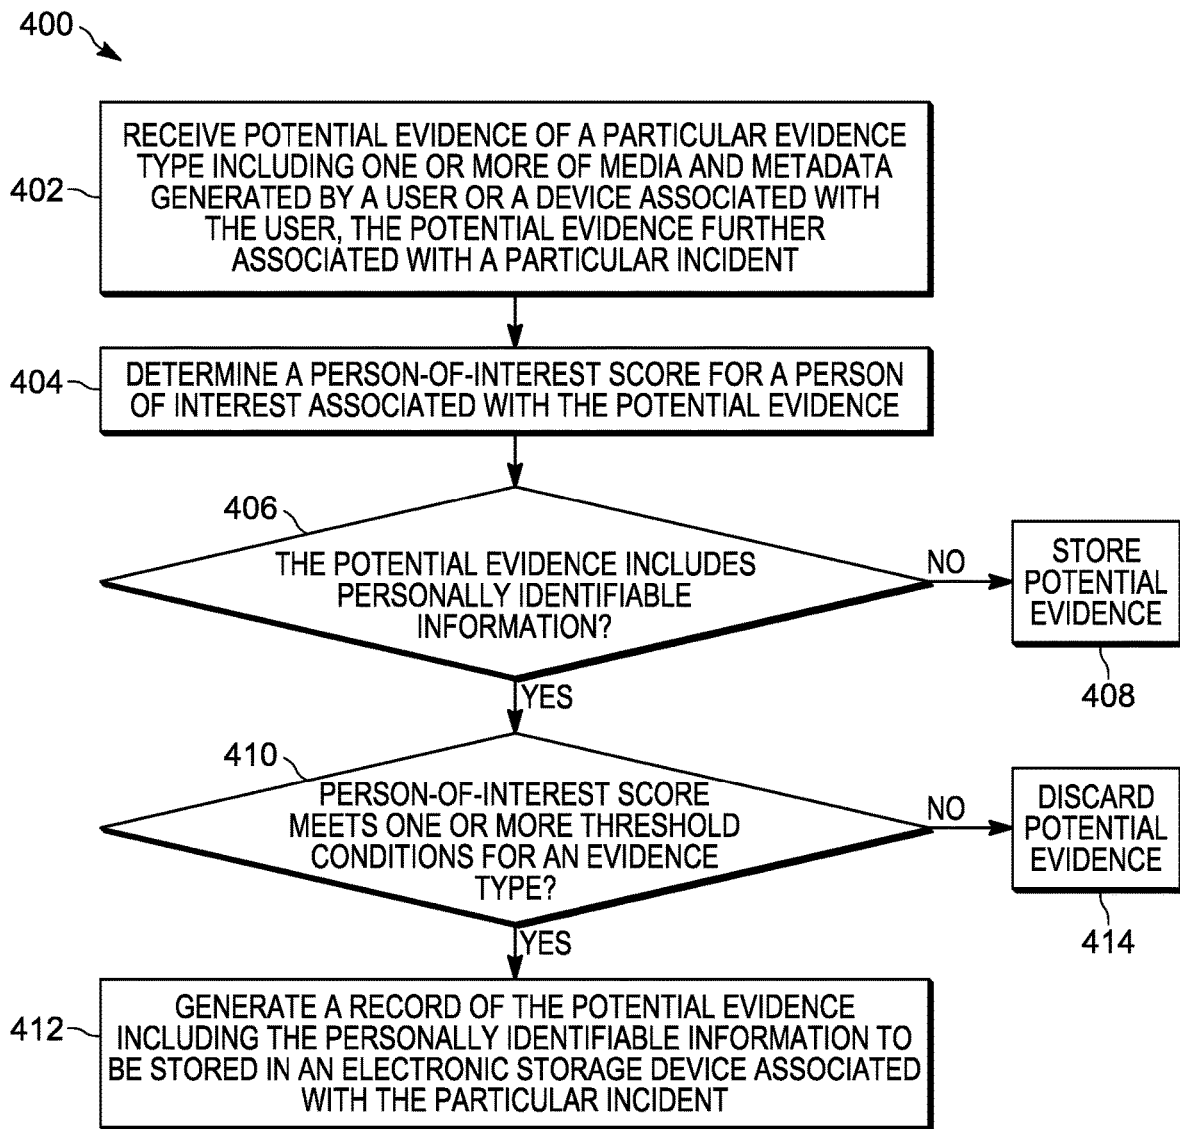 400
402
RECEIVE POTENTIAL EVIDENCE OF A PARTICULAR EVIDENCE
TYPE INCLUDING ONE OR MORE OF MEDIA AND METADATA
GENERATED BY A USER OR A DEVICE ASSOCIATED WITH
THE USER, THE POTENTIAL EVIDENCE FURTHER
ASSOCIATED WITH A PARTICULAR INCIDENT
404
DETERMINE A PERSON-OF-INTEREST SCORE FOR A PERSON
OF INTEREST ASSOCIATED WITH THE POTENTIAL EVIDENCE
406
THE POTENTIAL EVIDENCE INCLUDES
PERSONALLY IDENTIFIABLE
INFORMATION?
NO
STORE
POTENTIAL
EVIDENCE
408
YES
410
PERSON-OF-INTEREST SCORE
MEETS ONE OR MORE THRESHOLD
CONDITIONS FOR AN EVIDENCE
TYPE?
NO
DISCARD
POTENTIAL
EVIDENCE
414
YES
412
GENERATE A RECORD OF THE POTENTIAL EVIDENCE
INCLUDING THE PERSONALLY IDENTIFIABLE INFORMATION TO
BE STORED IN AN ELECTRONIC STORAGE DEVICE ASSOCIATED
WITH THE PARTICULAR INCIDENT